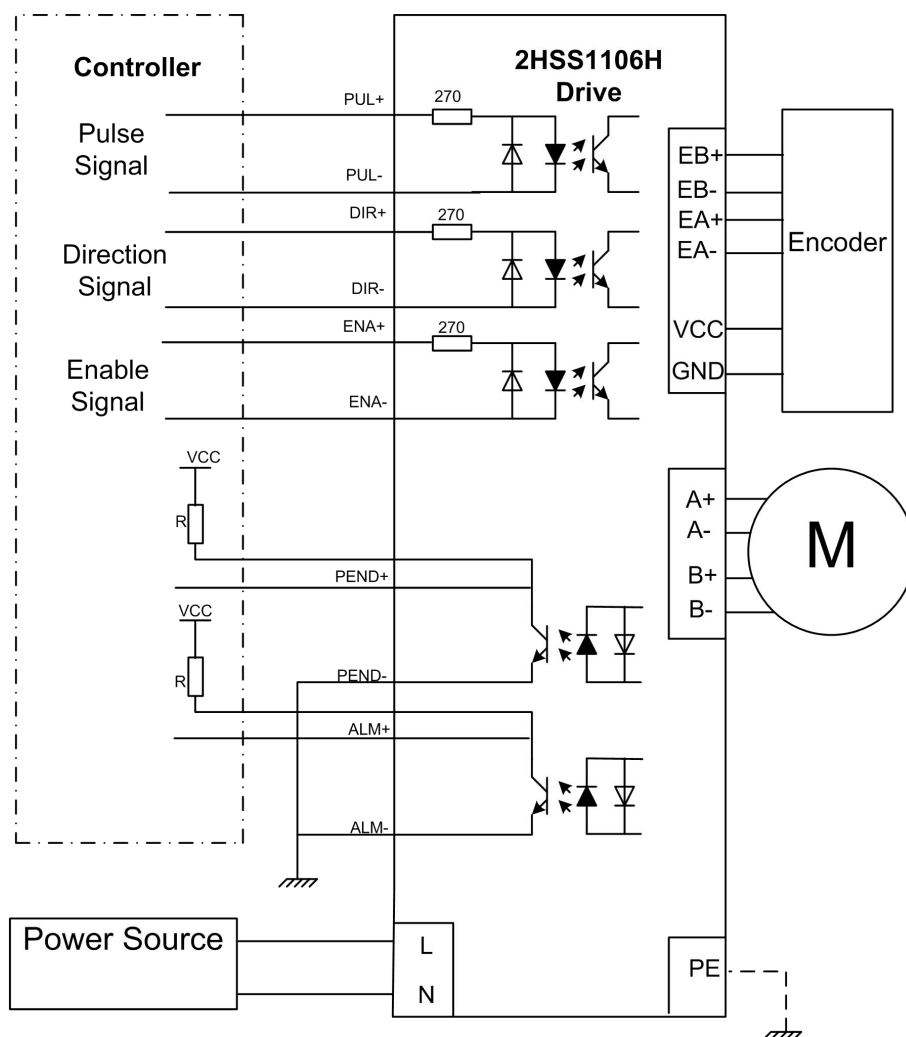 Controller
2HSS1106H
Drive
PUL+
270
Pulse
Signal
PUL-
DIR+
270
Direction
Signal
DIR-
ENA+
270
Enable
Signal
ENA-
EB+
EB-
EA+
EA-
VCC
GND
Encoder
VCC
R
PEND+
VCC
R
PEND-
ALM+
ALM-
A+
A-
B+
B-
M
Power Source
L
N
PE